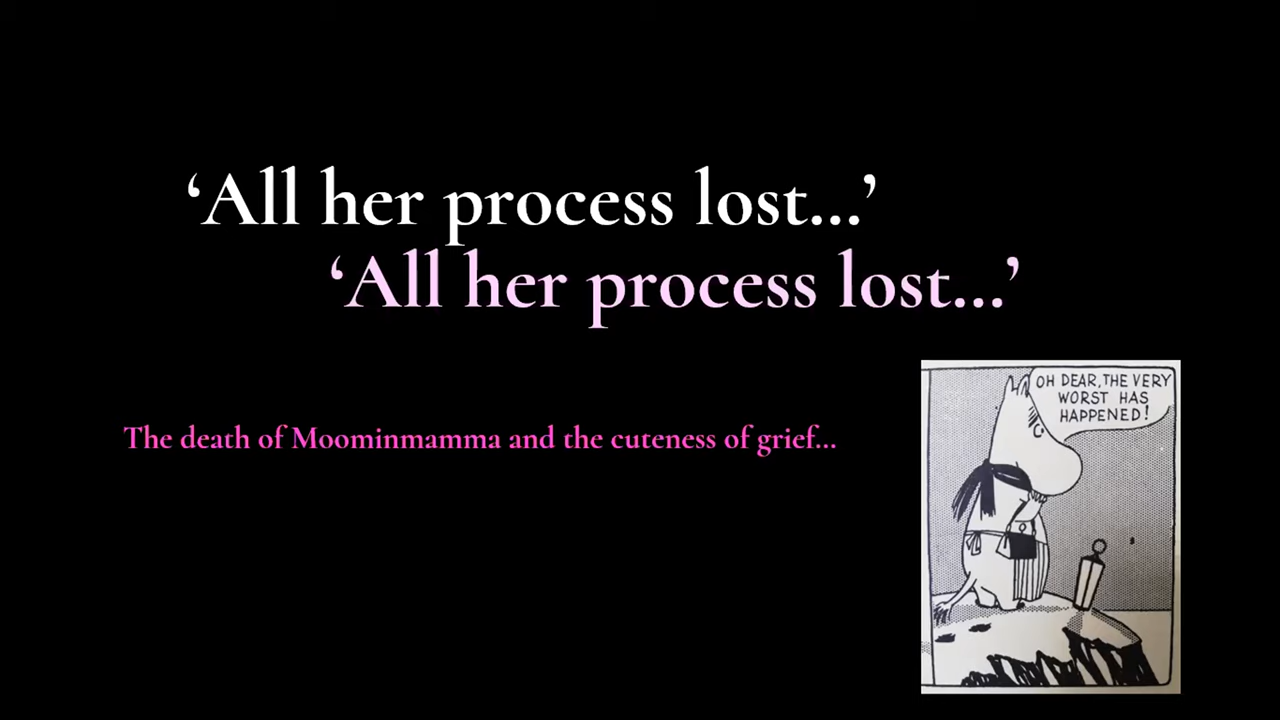 ‘All her process lost...’
‘All her process lost...’
The death of Moominmamma and the cuteness of grief...
OH DEAR, THE VERY
WORST HAS
HAPPENED!